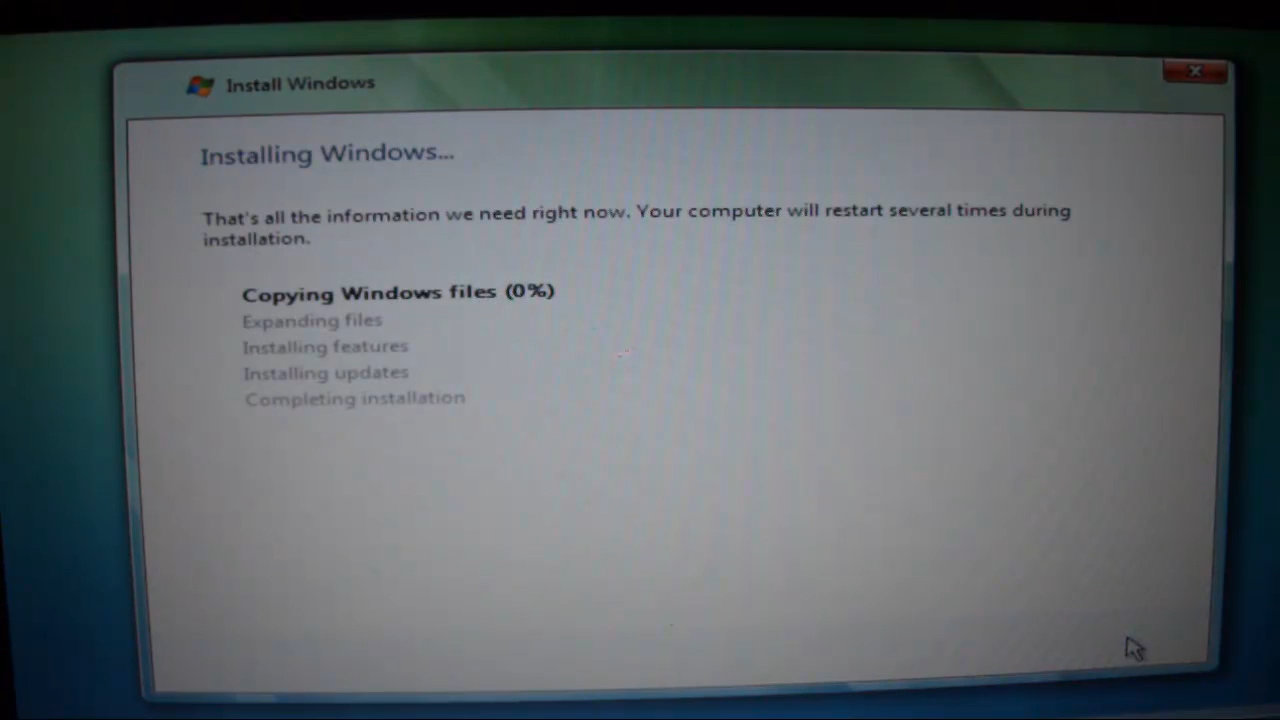 Install Windows
Installing Windows...
That's all the information we need right now. Your computer will restart several times during
installation.
Copying Windows files (0%)
Expanding files
Installing features
Installing updates
Completing installation